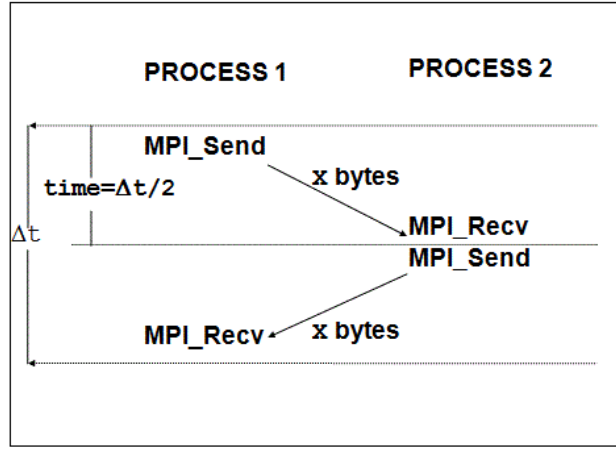 PROCESS 1
PROCESS 2
MPI_Send
x bytes
time=Δt/2
MPI_Recv
Δt
MPI_Send
MPI_Recv
x bytes